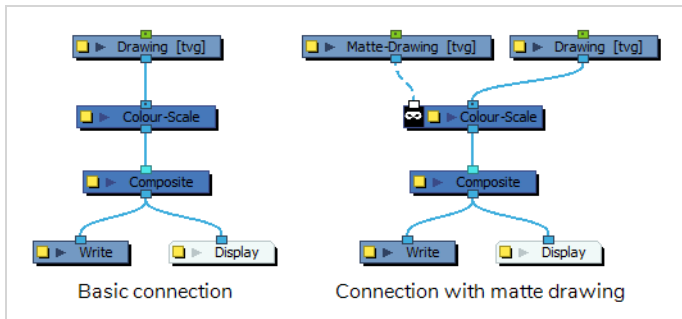 Drawing [tvg]
Matte-Drawing [tvg]
Drawing [tvg]
Colour-Scale
Colour-Scale
Composite
Composite
Write
Display
Write
Display
Basic connection
Connection with matte drawing